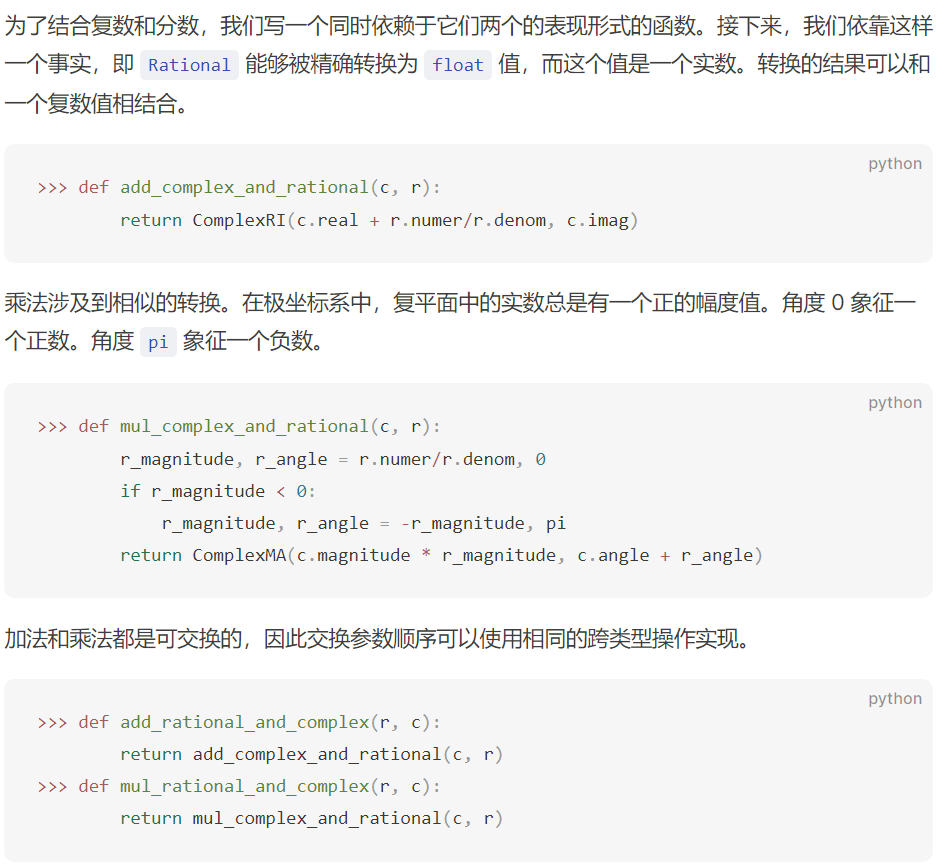 为了结合复数和分数，我们写一个同时依赖于它们两个的表现形式的函数。接下来，我们依靠这样
一个事实，即 Rational 能够被精确转换为 float 值，而这个值是一个实数。转换的结果可以和
一个复数值相结合。
python
>>> def add_complex_and_rational(c, r):
        return ComplexRI(c.real + r.numer/r.denom, c.imag)
乘法涉及到相似的转换。在极坐标系中，复平面中的实数总是有一个正的幅度值。角度 0 象征一
个正数。角度 pi 象征一个负数。
python
>>> def mul_complex_and_rational(c, r):
        r_magnitude, r_angle = r.numer/r.denom, 0
        if r_magnitude < 0:
            r_magnitude, r_angle = -r_magnitude, pi
        return ComplexMA(c.magnitude * r_magnitude, c.angle + r_angle)
加法和乘法都是可交换的，因此交换参数顺序可以使用相同的跨类型操作实现。
python
>>> def add_rational_and_complex(r, c):
        return add_complex_and_rational(c, r)
>>> def mul_rational_and_complex(r, c):
        return mul_complex_and_rational(c, r)